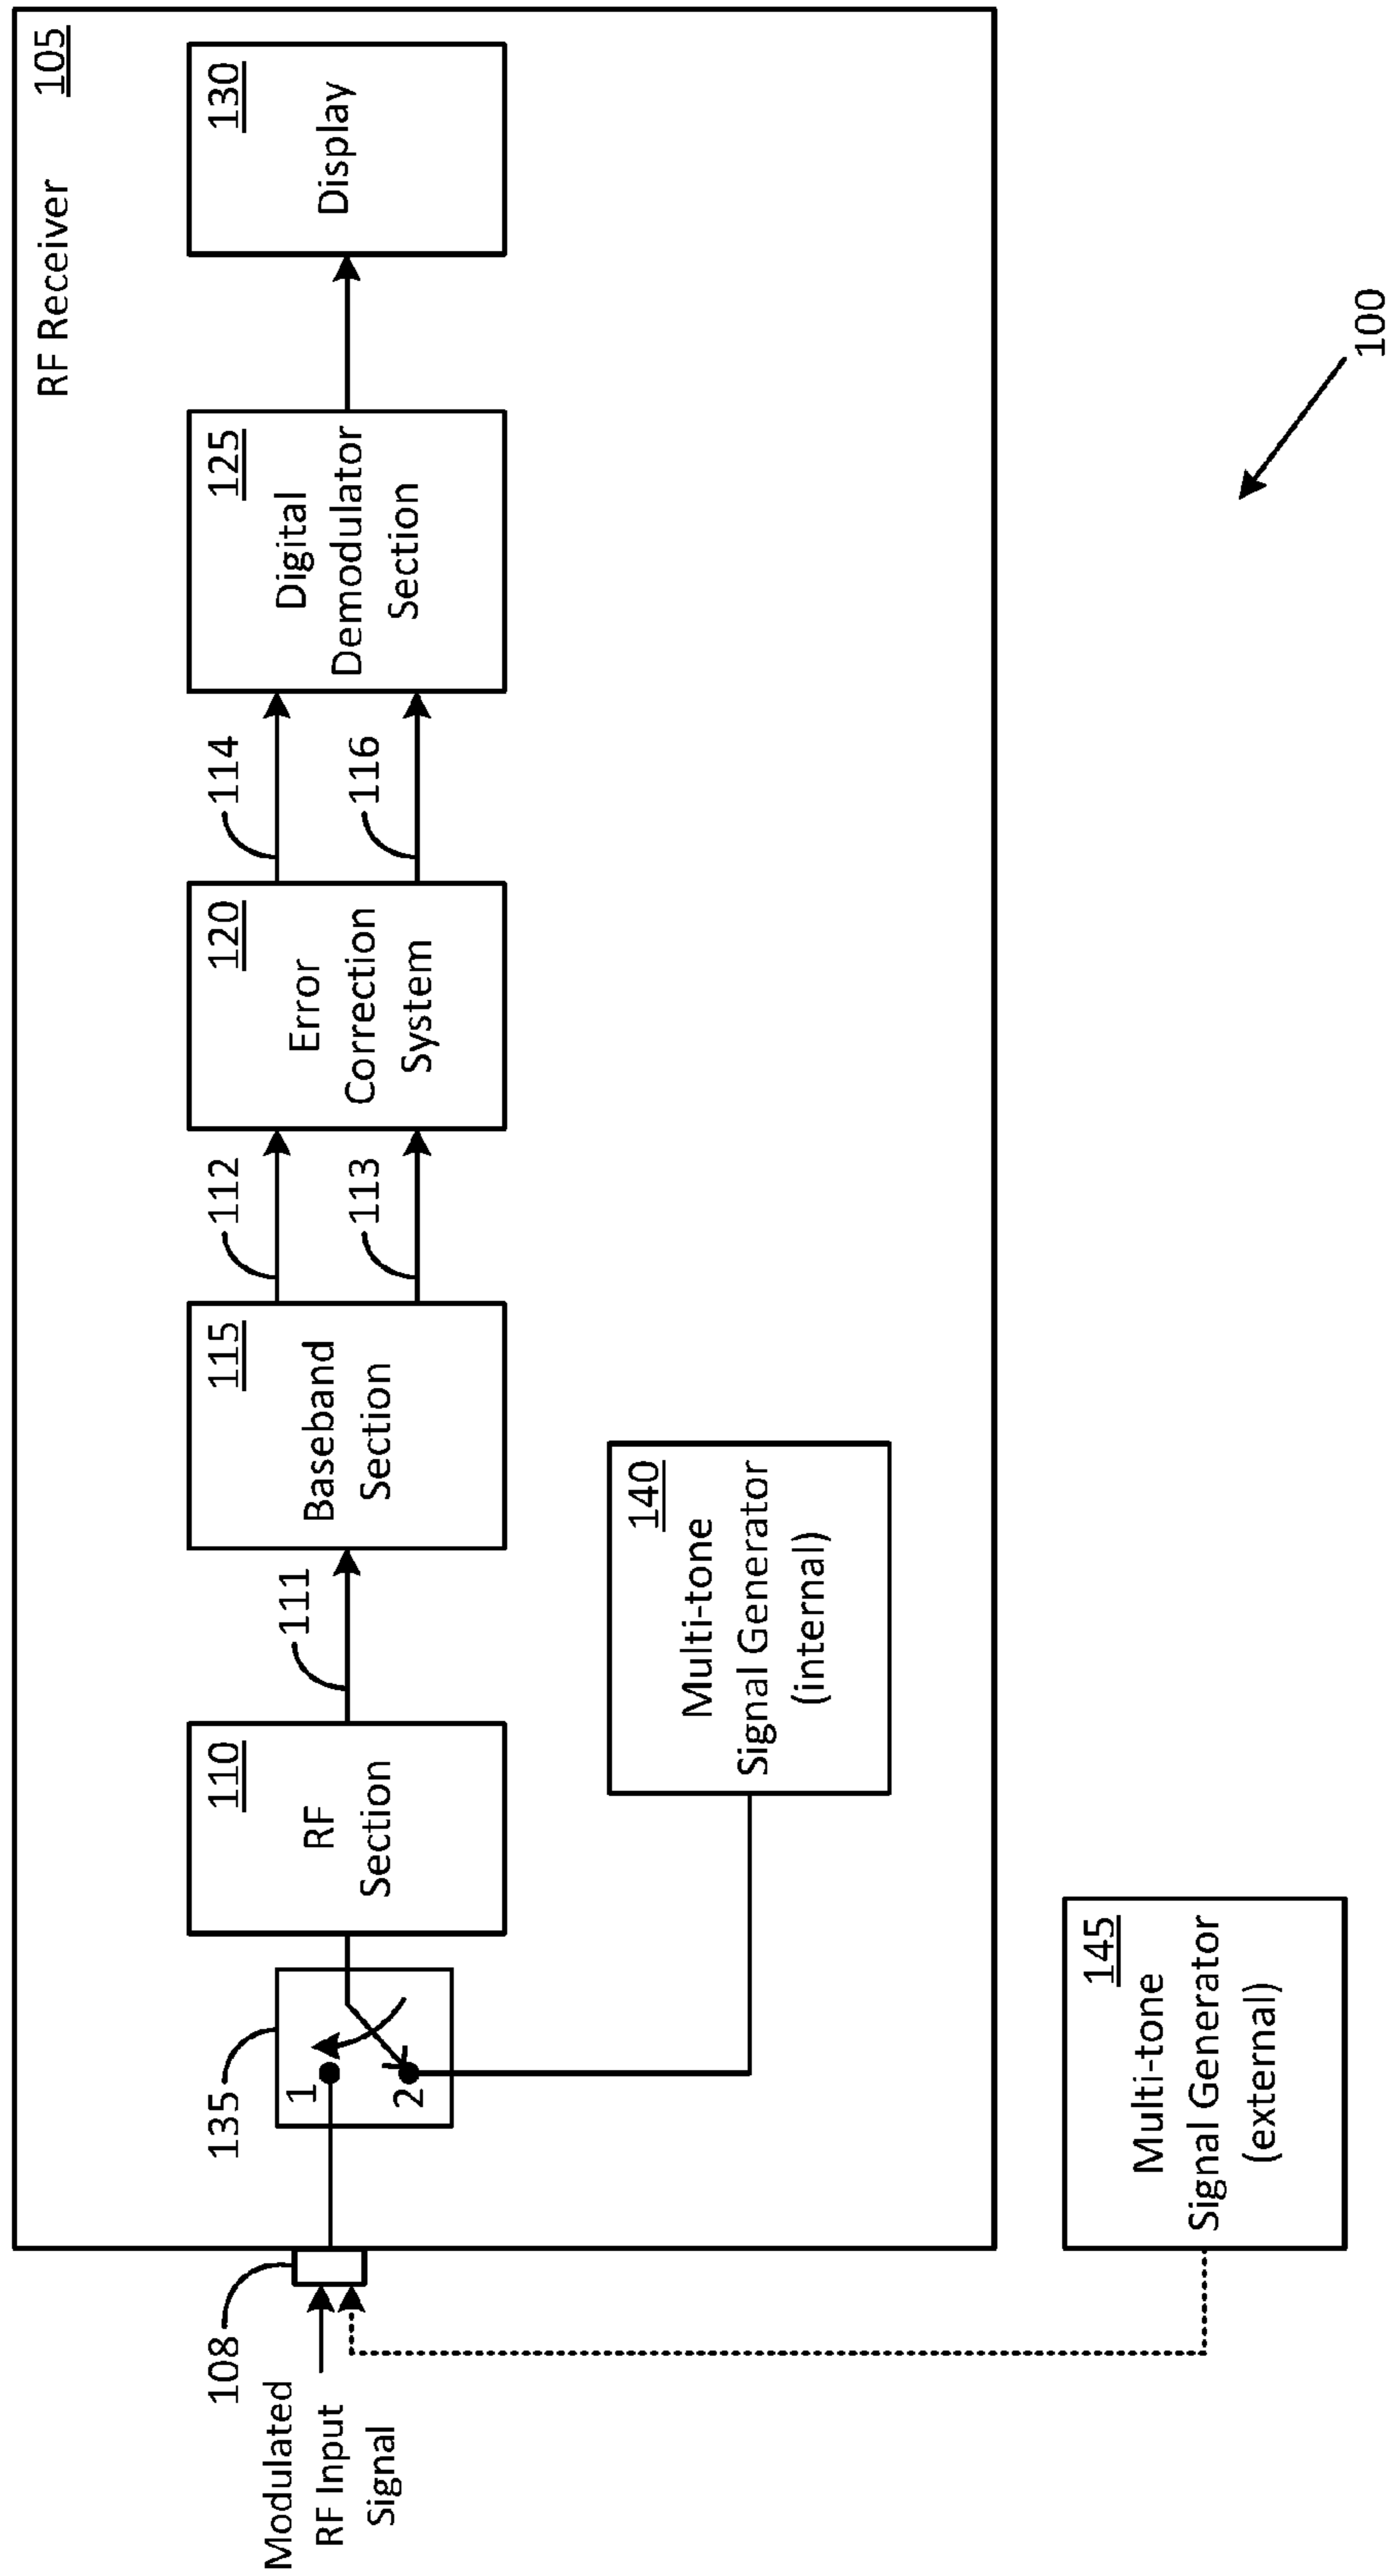 RF Receiver 105
108
Modulated
RF Input
Signal
135
1
2
110
RF
Section
111
115
Baseband
Section
112
113
120
Error
Correction
System
114
116
125
Digital
Demodulator
Section
130
Display
140
Multi-tone
Signal Generator
(internal)
145
Multi-tone
Signal Generator
(external)
100